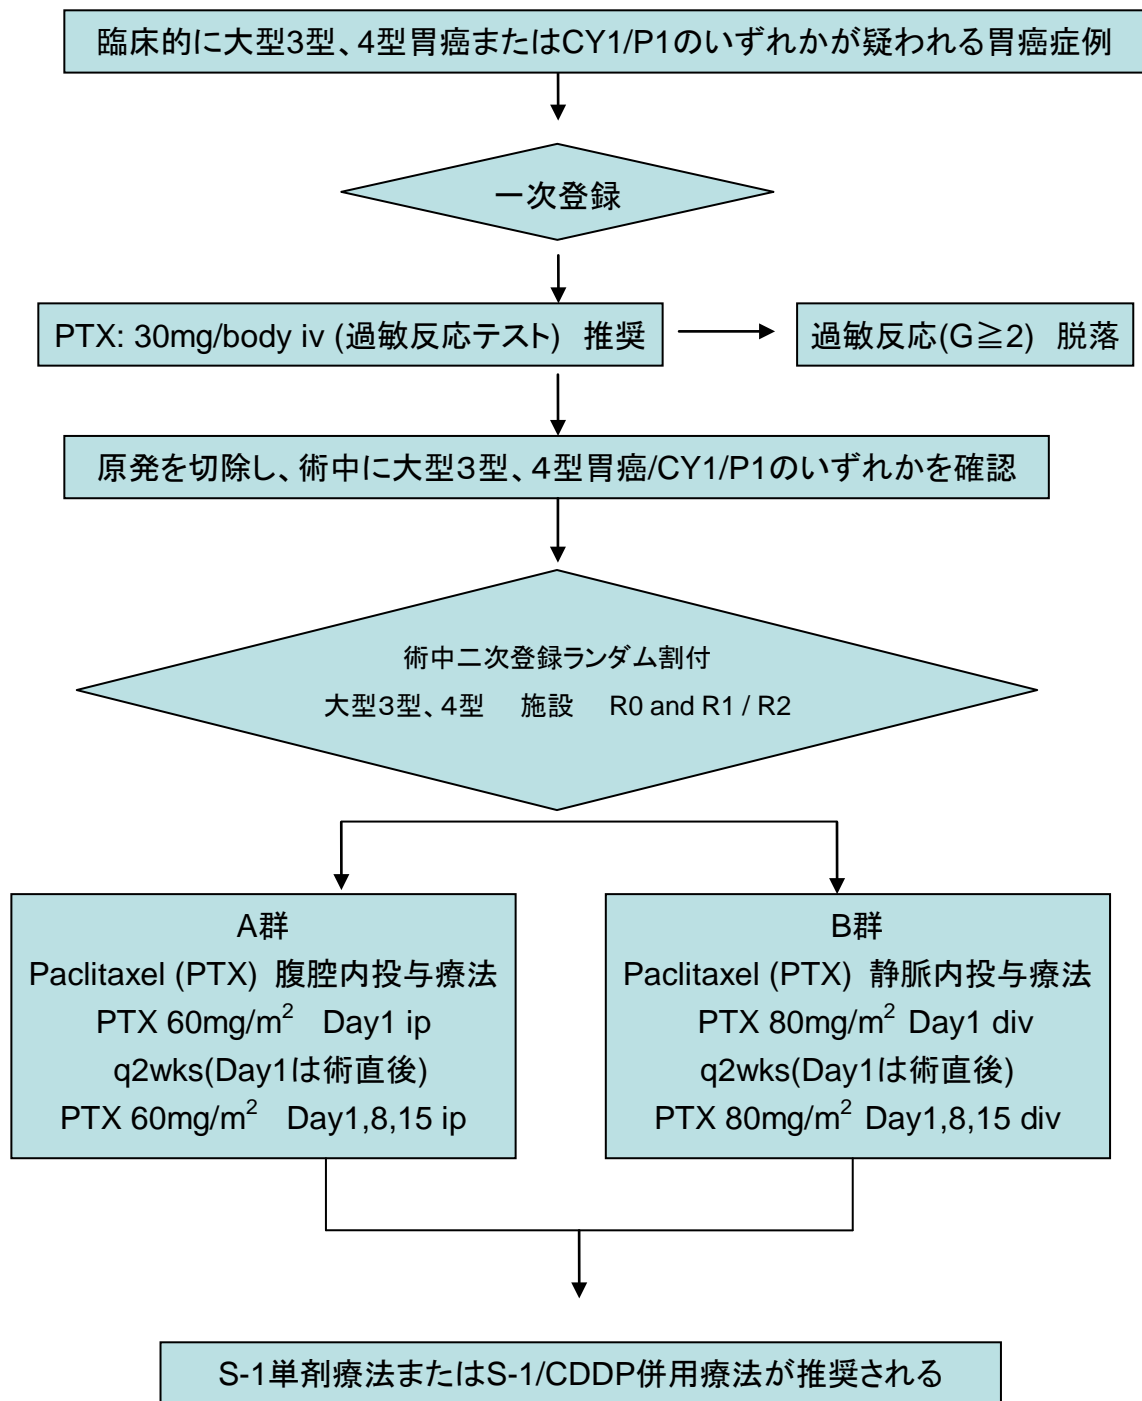 臨床的に大型3型、4型胃癌またはCY1/P1のいずれかが疑われる胃癌症例
一次登録
PTX: 30mg/body iv (過敏反応テスト) 推奨
過敏反応(G≧2) 脱落
原発を切除し、術中に大型３型、４型胃癌/CY1/P1のいずれかを確認
術中二次登録ランダム割付
大型３型、４型 施設 R0 and R1 / R2
A群
Paclitaxel (PTX) 腹腔内投与療法
PTX 60mg/m² Day1 ip
q2wks(Day1は術直後)
PTX 60mg/m² Day1,8,15 ip
B群
Paclitaxel (PTX) 静脈内投与療法
PTX 80mg/m² Day1 div
q2wks(Day1は術直後)
PTX 80mg/m² Day1,8,15 div
S-1単剤療法またはS-1/CDDP併用療法が推奨される